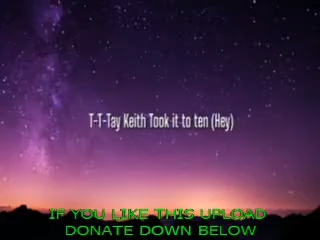 T-T-Tay Keith Took it to ten (Hey)
IF YOU LIKE THIS UPLOAD
DONATE DOWN BELOW